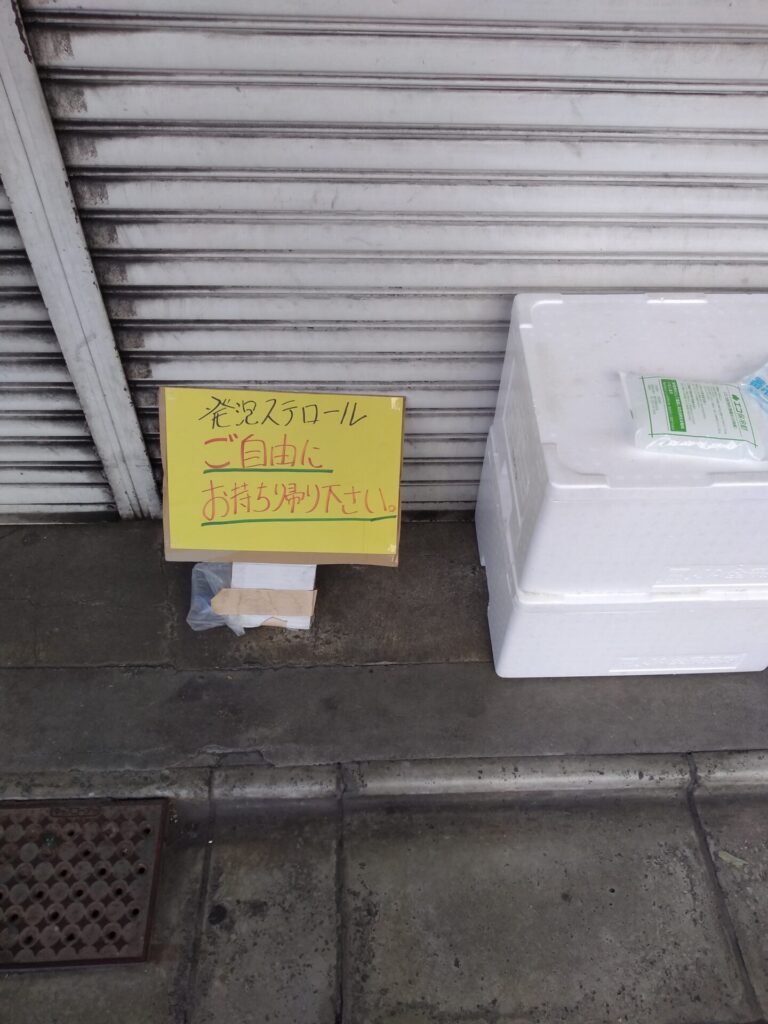 発泡ステロール
ご自由に
お持ち帰り下さい。